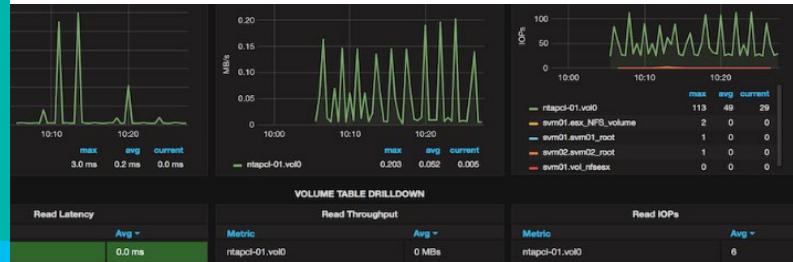 10:10 10:20
max avg current
3.0 ms 0.2 ms 0.0 ms
MB/s
0.20
0.15
0.10
0.05
0
10:00 10:10 10:20
max avg current
ntapcl-01.vol0 0.203 0.052 0.005
IOPs
100
50
0
10:00 10:10 10:20
max avg current
ntapcl-01.vol0 113 49 29
svm01.esx_NFS_volume 2 0 0
svm01.svm01_root 1 0 0
svm02.svm02_root 1 0 0
svm01.vol_nfsesx 0 0 0
VOLUME TABLE DRILLDOWN
Read Latency
Avg
0.0 ms
Read Throughput
Metric Avg
ntapcl-01.vol0 0 MBs
Read IOPs
Metric Avg
ntapcl-01.vol0 6